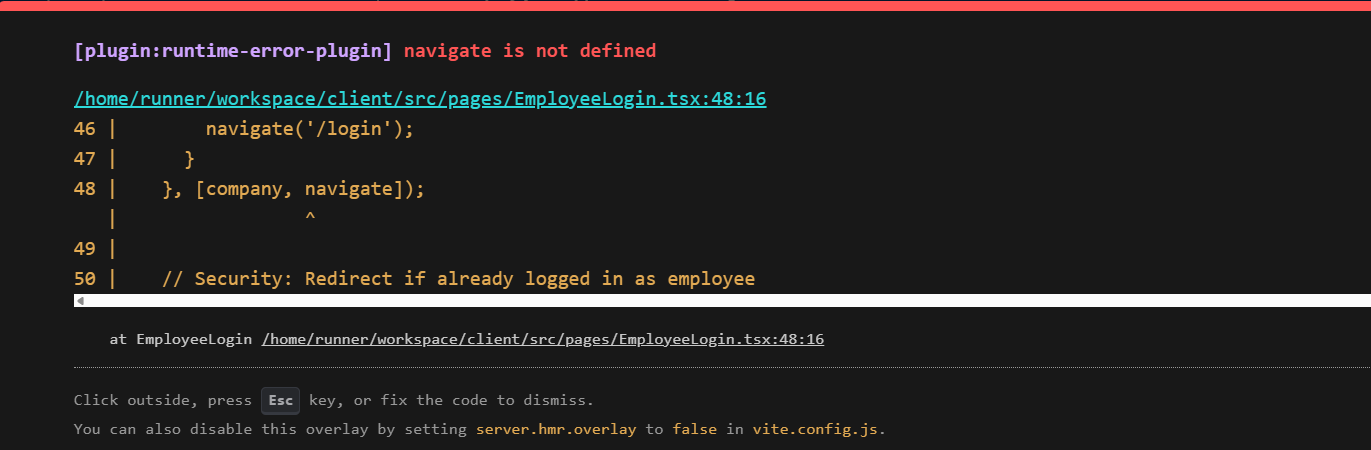 [plugin:runtime-error-plugin] navigate is not defined
/home/runner/workspace/client/src/pages/EmployeeLogin.tsx:48:16
46 |        navigate('/login');
47 |      }
48 |    }, [company, navigate]);
   |                 ^
49 |
50 |    // Security: Redirect if already logged in as employee
at EmployeeLogin /home/runner/workspace/client/src/pages/EmployeeLogin.tsx:48:16
Click outside, press Esc key, or fix the code to dismiss.
You can also disable this overlay by setting server.hmr.overlay to false in vite.config.js.